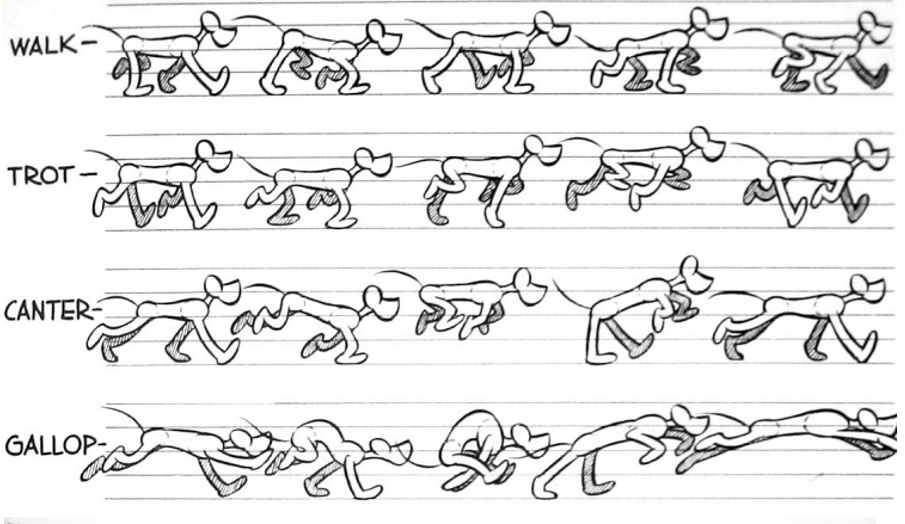 WALK-
TROT-
CANTER-
GALLOP-